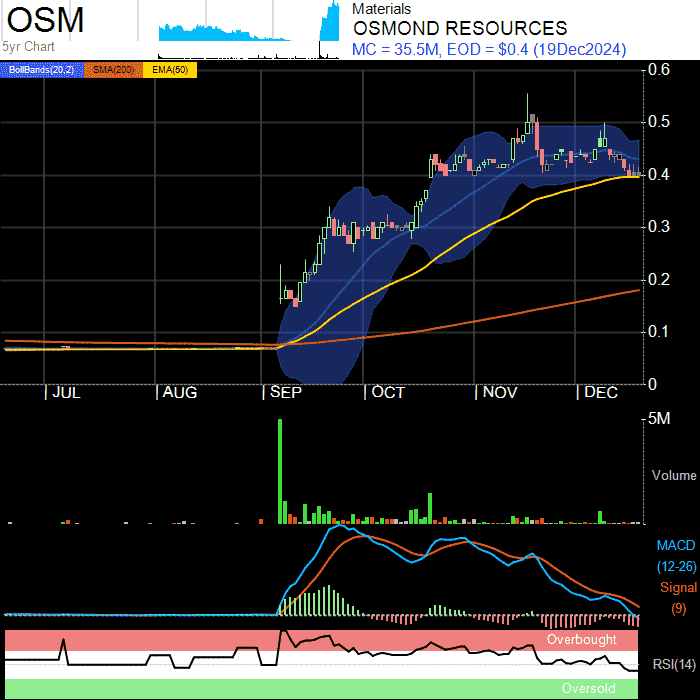 OSM
5yr Chart
Materials
OSMOND RESOURCES
MC = 35.5M, EOD = $0.4 (19Dec2024)
BollBands(20,2) SMA(200) EMA(50)
0.6
0.5
0.4
0.3
0.2
0.1
0
JUL AUG SEP OCT NOV DEC
5M
Volume
MACD
(12-26)
Signal
(9)
Overbought
RSI(14)
Oversold